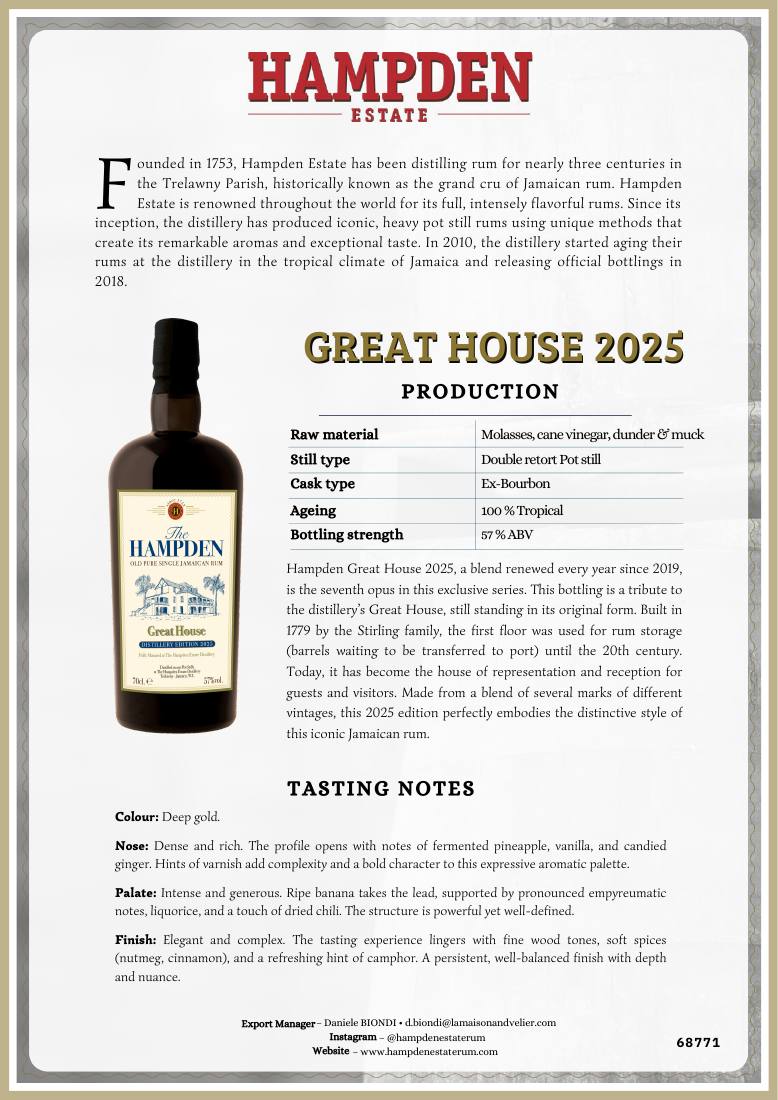 HAMPDEN
ESTATE
Founded in 1753, Hampden Estate has been distilling rum for nearly three centuries in
the Trelawny Parish, historically known as the grand cru of Jamaican rum. Hampden
Estate is renowned throughout the world for its full, intensely flavorful rums. Since its
inception, the distillery has produced iconic, heavy pot still rums using unique methods that
create its remarkable aromas and exceptional taste. In 2010, the distillery started aging their
rums at the distillery in the tropical climate of Jamaica and releasing official bottlings in
2018.
GREAT HOUSE 2025
PRODUCTION
Raw material Molasses, cane vinegar, dunder & muck
Still type Double retort Pot still
Cask type Ex-Bourbon
Ageing 100 % Tropical
Bottling strength 57 % ABV
The
HAMPDEN
OLD PURE SINGLE JAMAICAN RUM
Great House
DISTILLERY EDITION 2025
70cl. e 57%vol.
Hampden Great House 2025, a blend renewed every year since 2019,
is the seventh opus in this exclusive series. This bottling is a tribute to
the distillery's Great House, still standing in its original form. Built in
1779 by the Stirling family, the first floor was used for rum storage
(barrels waiting to be transferred to port) until the 20th century.
Today, it has become the house of representation and reception for
guests and visitors. Made from a blend of several marks of different
vintages, this 2025 edition perfectly embodies the distinctive style of
this iconic Jamaican rum.
TASTING NOTES
Colour: Deep gold.
Nose: Dense and rich. The profile opens with notes of fermented pineapple, vanilla, and candied
ginger. Hints of varnish add complexity and a bold character to this expressive aromatic palette.
Palate: Intense and generous. Ripe banana takes the lead, supported by pronounced empyreumatic
notes, liquorice, and a touch of dried chili. The structure is powerful yet well-defined.
Finish: Elegant and complex. The tasting experience lingers with fine wood tones, soft spices
(nutmeg, cinnamon), and a refreshing hint of camphor. A persistent, well-balanced finish with depth
and nuance.
Export Manager – Daniele BIONDI • d.biondi@lamaisonandvelier.com
Instagram – @hampdenestaterum
Website – www.hampdenestaterum.com
68771